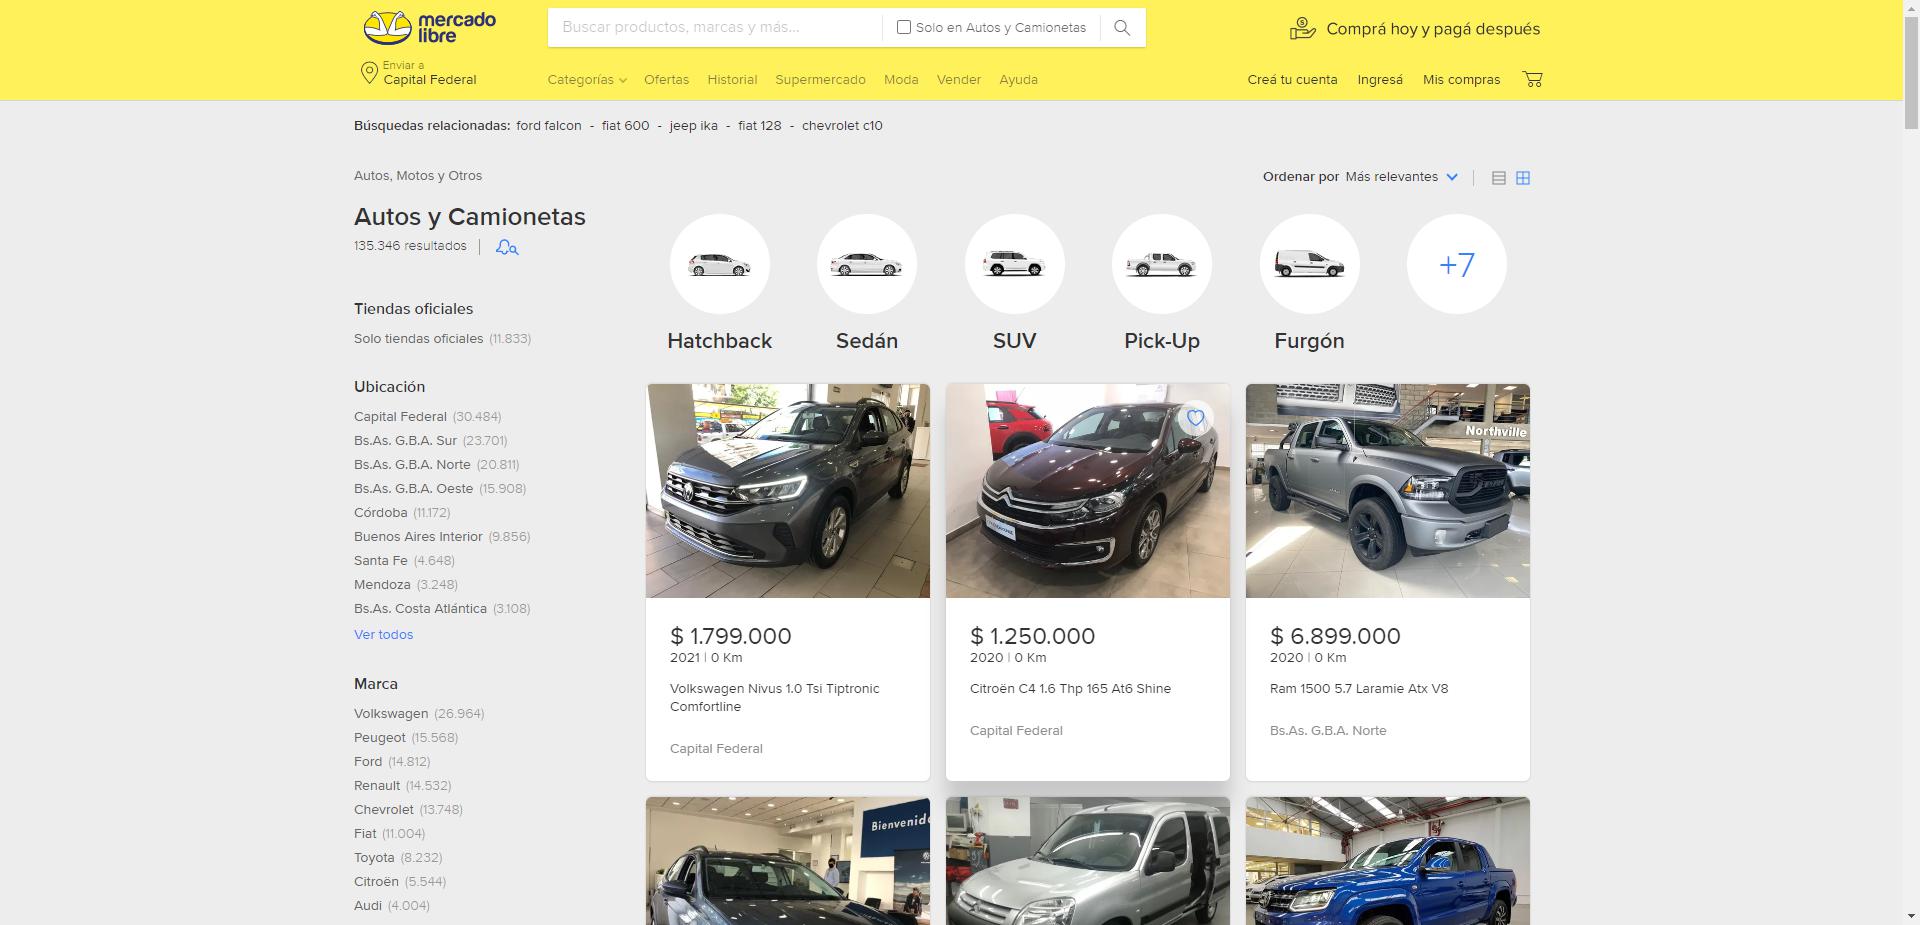 mercado
libre
Buscar productos, marcas y más...
Solo en Autos y Camionetas
Comprá hoy y pagá después
Enviar a
Capital Federal
Categorías Ofertas Historial Supermercado Moda Vender Ayuda
Creá tu cuenta Ingresá Mis compras
Búsquedas relacionadas: ford falcon - fiat 600 - jeep ika - fiat 128 - chevrolet c10
Autos, Motos y Otros
Ordenar por Más relevantes
Autos y Camionetas
135.346 resultados
Tiendas oficiales
Solo tiendas oficiales (11.833)
Ubicación
Capital Federal (30.484)
Bs.As. G.B.A. Sur (23.701)
Bs.As. G.B.A. Norte (20.811)
Bs.As. G.B.A. Oeste (15.908)
Córdoba (11.172)
Buenos Aires Interior (9.856)
Santa Fe (4.648)
Mendoza (3.248)
Bs.As. Costa Atlántica (3.108)
Ver todos
Marca
Volkswagen (26.964)
Peugeot (15.568)
Ford (14.812)
Renault (14.532)
Chevrolet (13.748)
Fiat (11.004)
Toyota (8.232)
Citroën (5.544)
Audi (4.004)
+7
Hatchback
Sedán
SUV
Pick-Up
Furgón
Northville
$ 1.799.000
2021 | 0 Km
Volkswagen Nivus 1.0 Tsi Tiptronic
Comfortline
Capital Federal
$ 1.250.000
2020 | 0 Km
Citroën C4 1.6 Thp 165 At6 Shine
Capital Federal
$ 6.899.000
2020 | 0 Km
Ram 1500 5.7 Laramie Atx V8
Bs.As. G.B.A. Norte
Bienvenid